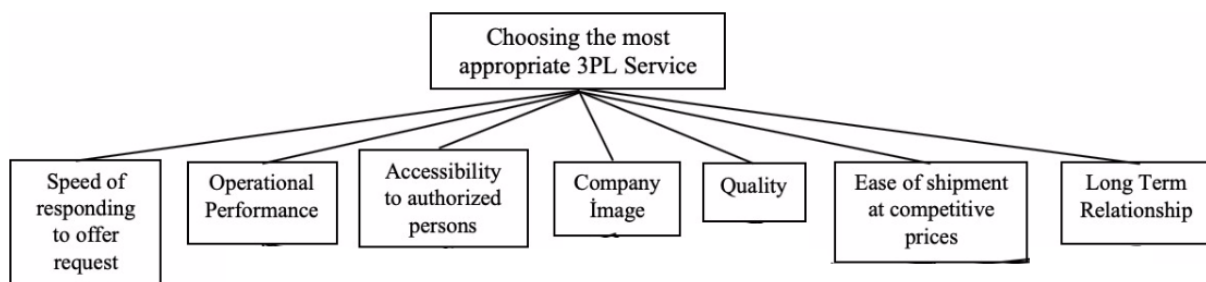 Choosing the most
appropriate 3PL Service
Speed of
responding
to offer
request
Operational
Performance
Accessibility
to authorized
persons
Company
İmage
Quality
Ease of shipment
at competitive
prices
Long Term
Relationship